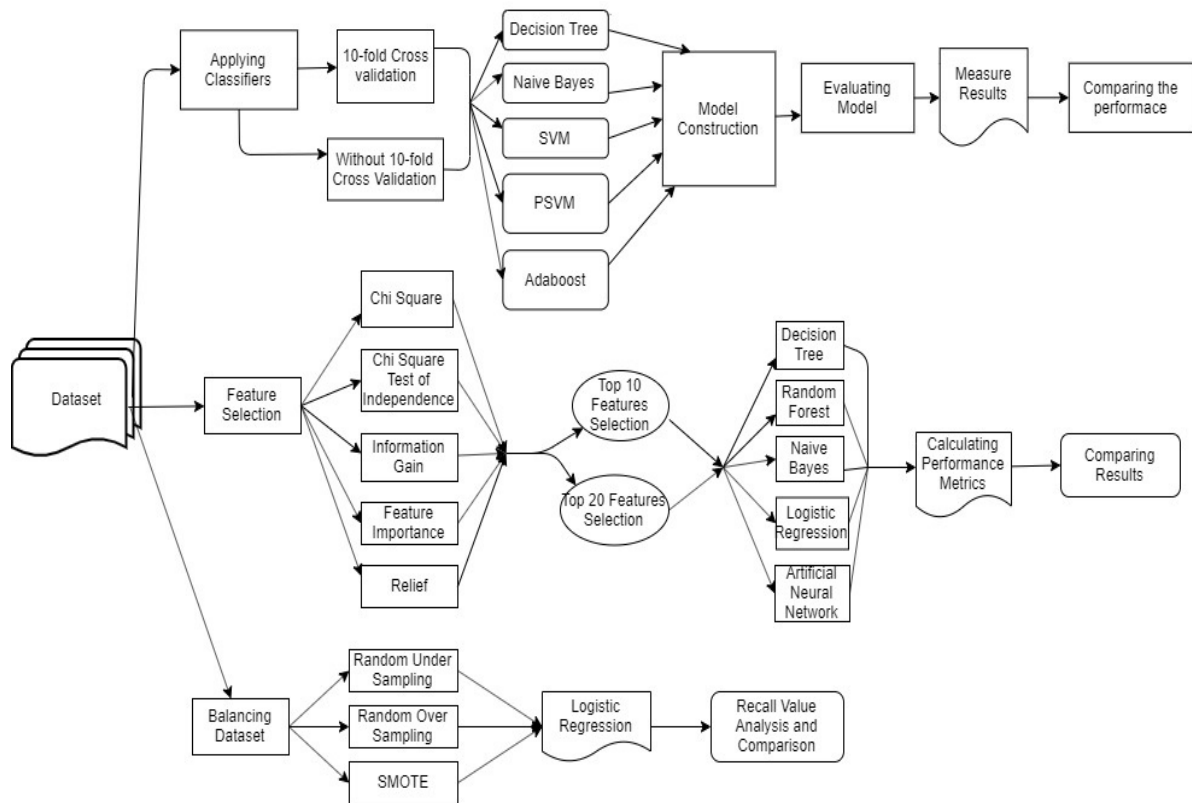 Applying
Classifiers
10-fold Cross
validation
Without 10-fold
Cross Validation
Decision Tree
Naive Bayes
SVM
PSVM
Adaboost
Model
Construction
Evaluating
Model
Measure
Results
Comparing the
performace
Dataset
Feature
Selection
Chi Square
Chi Square
Test of
Independence
Information
Gain
Feature
Importance
Relief
Top 10
Features
Selection
Top 20 Features
Selection
Decision
Tree
Random
Forest
Naive
Bayes
Logistic
Regression
Artificial
Neural
Network
Calculating
Performance
Metrics
Comparing
Results
Balancing
Dataset
Random Under
Sampling
Random Over
Sampling
SMOTE
Logistic
Regression
Recall Value
Analysis and
Comparison